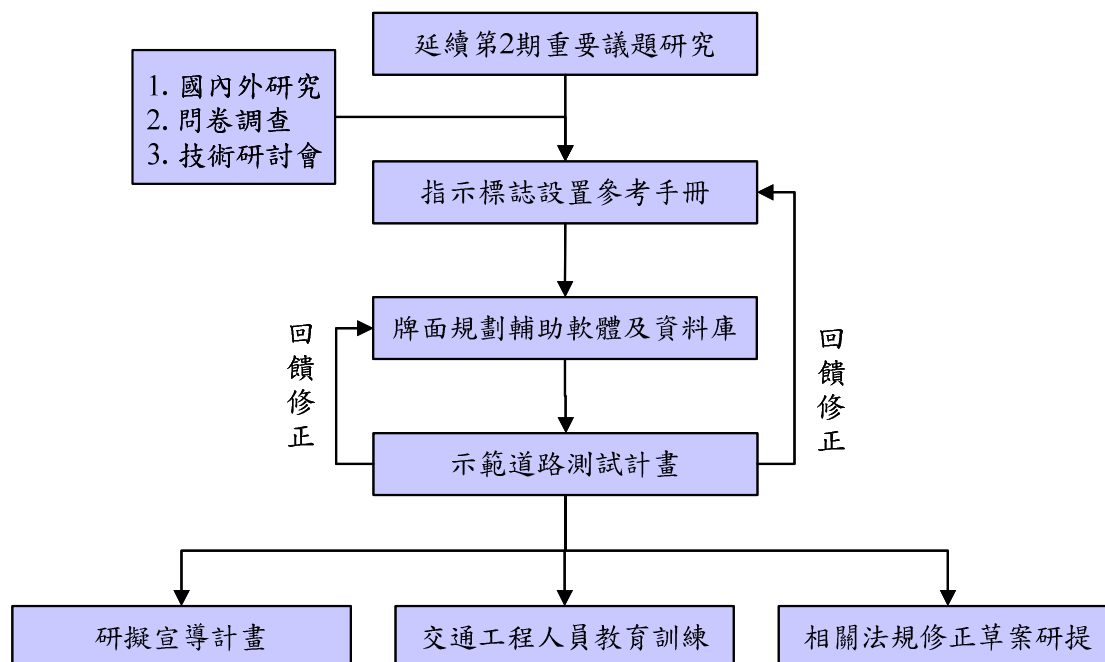 延續第2期重要議題研究
1. 國內外研究
2. 問卷調查
3. 技術研討會
指示標誌設置參考手冊
牌面規劃輔助軟體及資料庫
回饋修正
回饋修正
示範道路測試計畫
研擬宣導計畫
交通工程人員教育訓練
相關法規修正草案研提